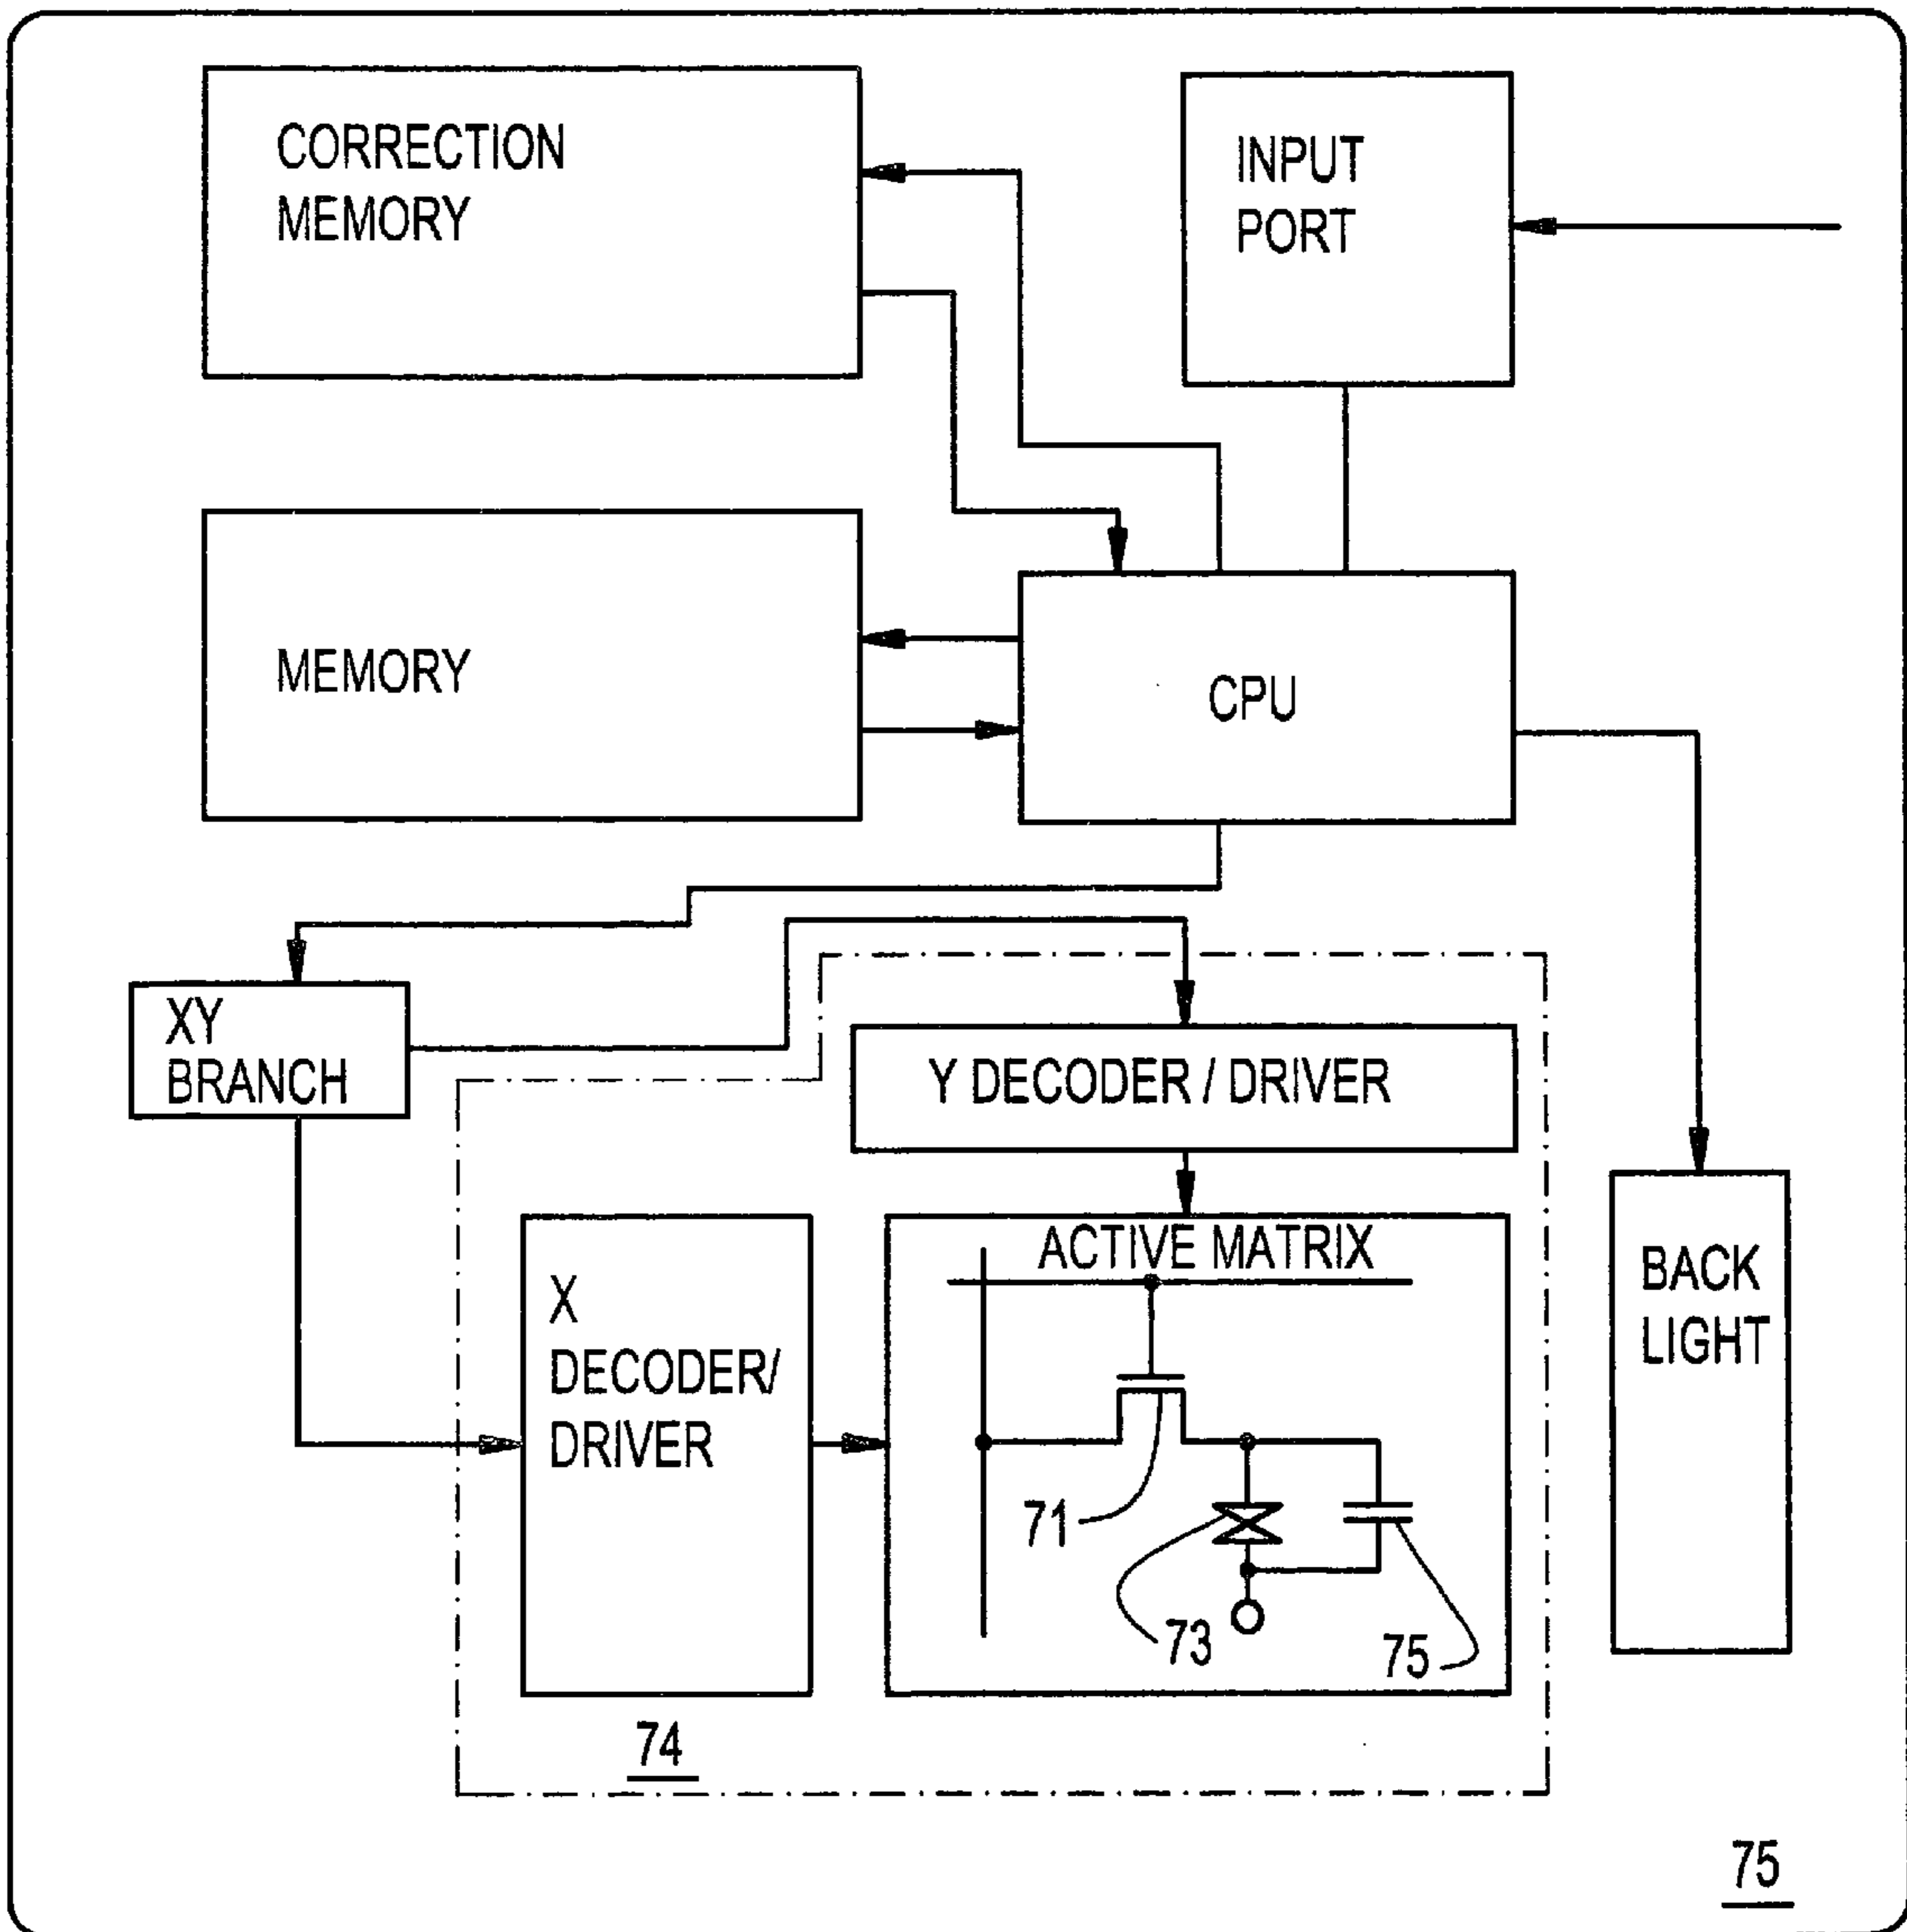 CORRECTION
MEMORY
INPUT
PORT
MEMORY
CPU
XY
BRANCH
Y DECODER / DRIVER
X
DECODER/
DRIVER
ACTIVE MATRIX
71
73
75
BACK
LIGHT
74
75